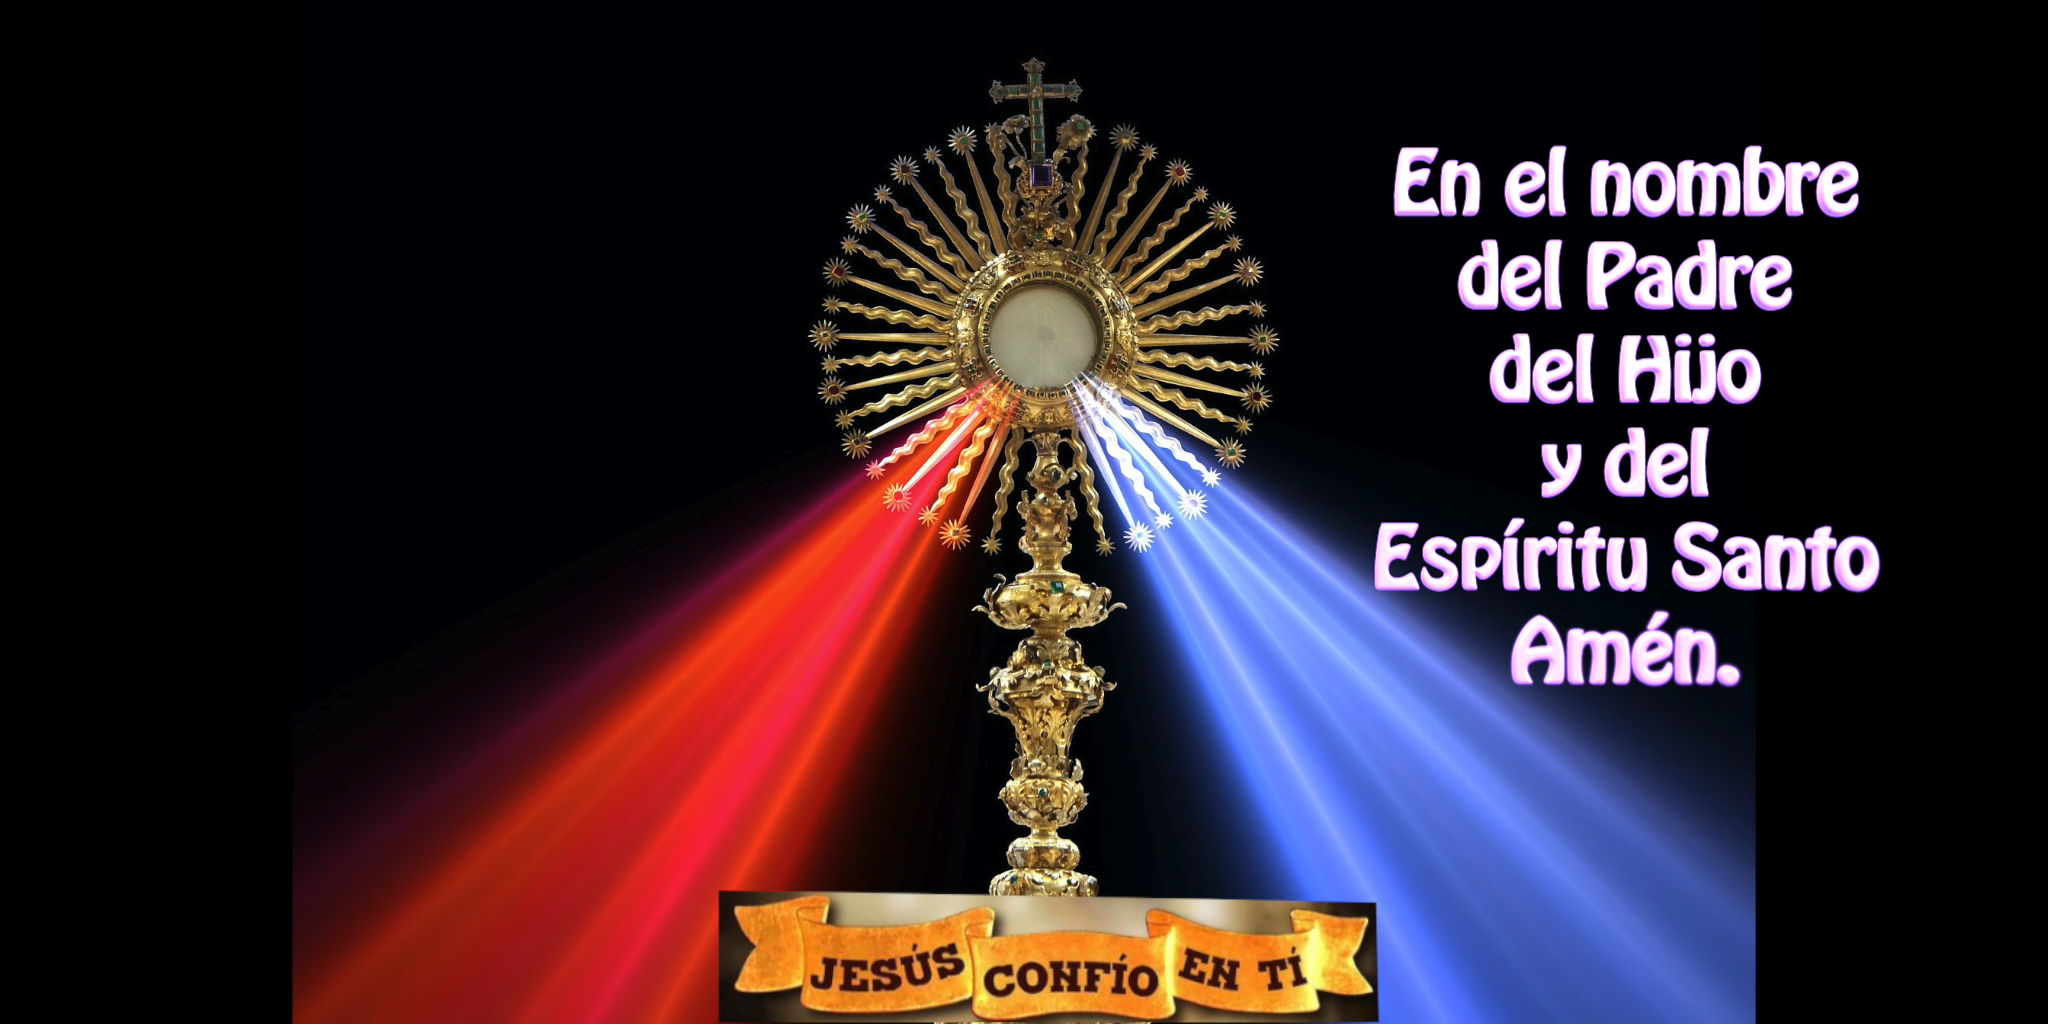 En el nombre
del Padre
del Hijo
y del
Espíritu Santo
Amén.
JESÚS CONFÍO EN TÍ